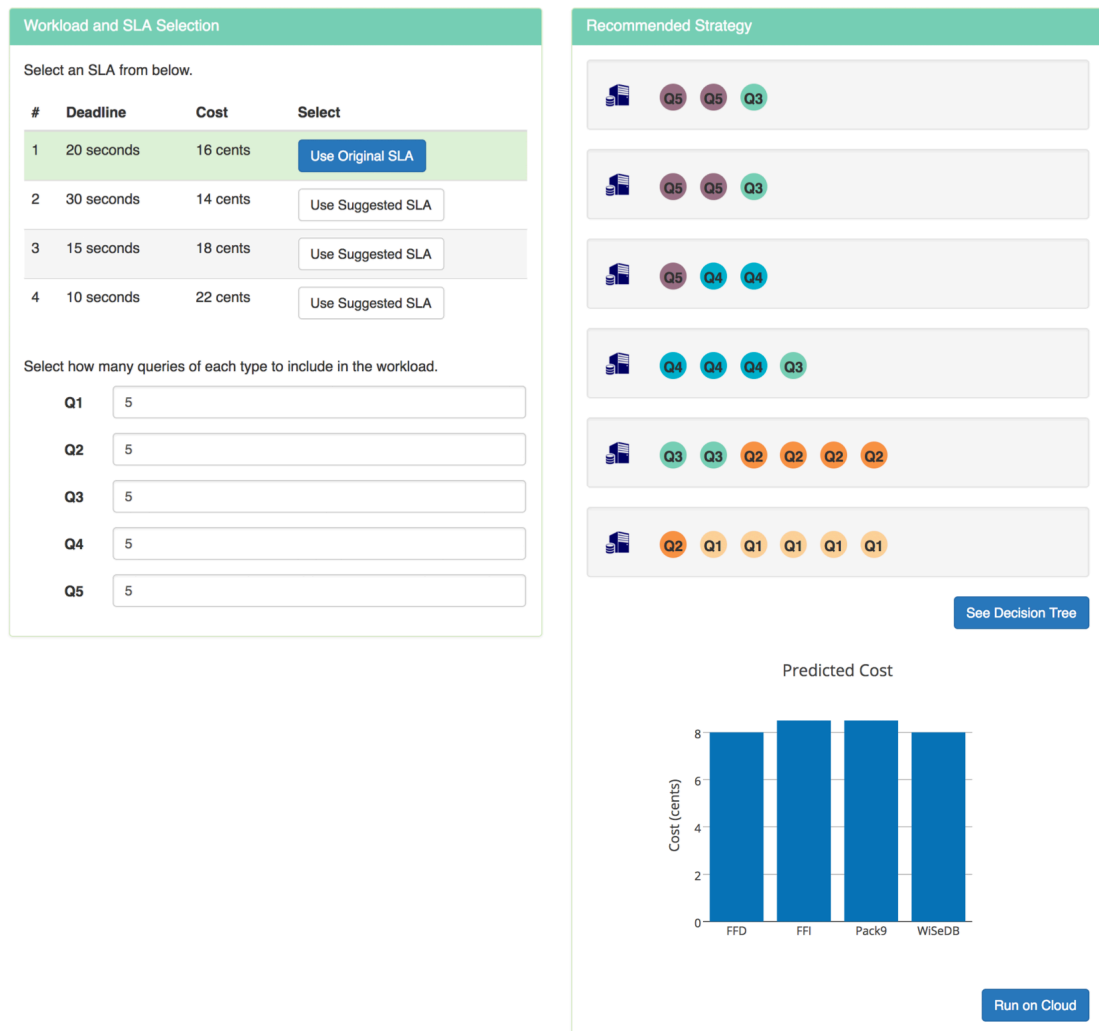 Workload and SLA Selection
Select an SLA from below.
# Deadline Cost Select
1 20 seconds 16 cents Use Original SLA
2 30 seconds 14 cents Use Suggested SLA
3 15 seconds 18 cents Use Suggested SLA
4 10 seconds 22 cents Use Suggested SLA
Select how many queries of each type to include in the workload.
Q1 5
Q2 5
Q3 5
Q4 5
Q5 5
Recommended Strategy
Q5 Q5 Q3
Q5 Q5 Q3
Q5 Q4 Q4
Q4 Q4 Q4 Q3
Q3 Q3 Q2 Q2 Q2 Q2
Q2 Q1 Q1 Q1 Q1 Q1
See Decision Tree
Predicted Cost
Cost (cents)
8
6
4
2
0
FFD FFI Pack9 WiSeDB
Run on Cloud